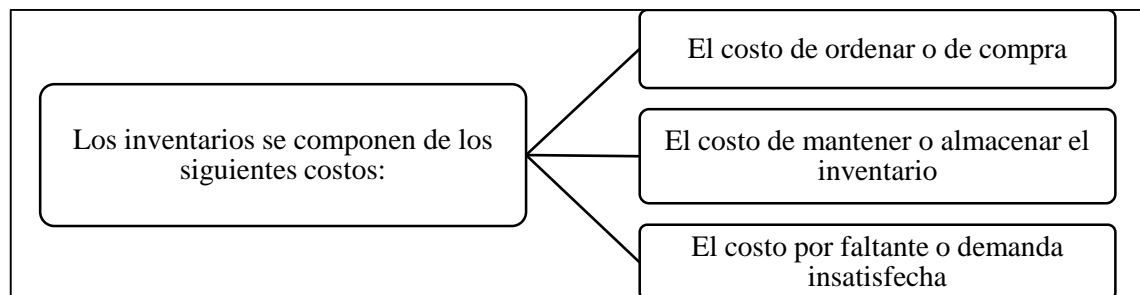 Los inventarios se componen de los
siguientes costos:
El costo de ordenar o de compra
El costo de mantener o almacenar el
inventario
El costo por faltante o demanda
insatisfecha